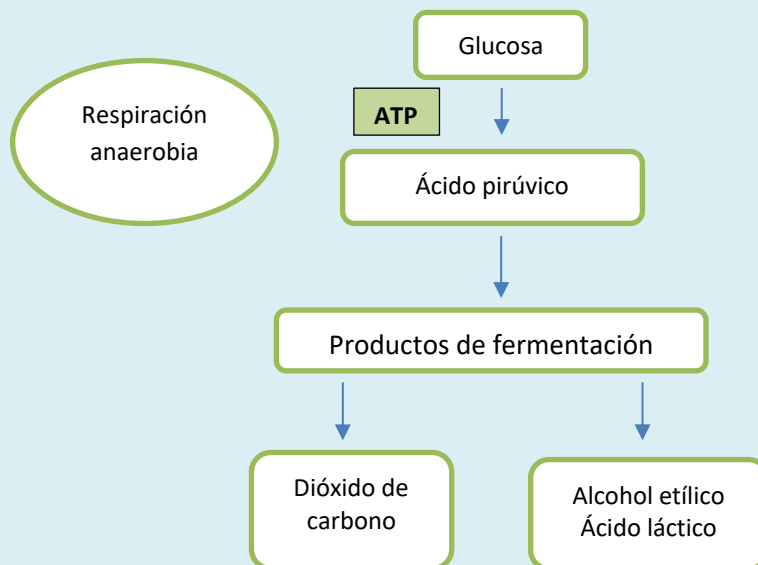 Glucosa
Respiración
anaerobia
ATP
Ácido pirúvico
Productos de fermentación
Dióxido de
carbono
Alcohol etílico
Ácido láctico